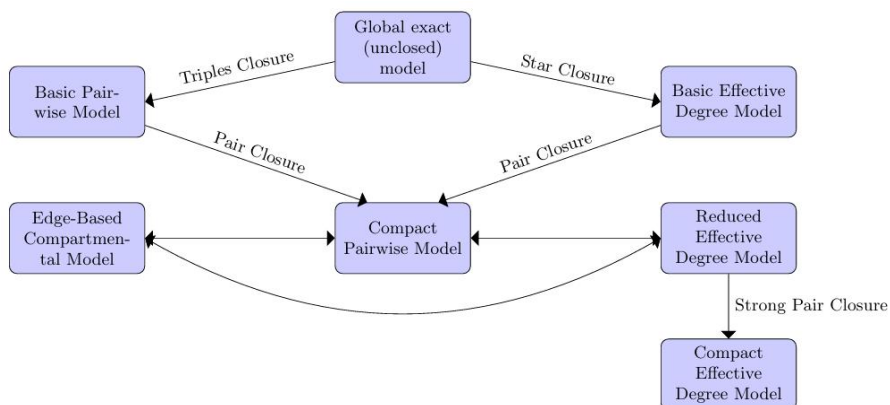 Global exact
(unclosed)
model
Triples Closure
Star Closure
Basic Pair-
wise Model
Basic Effective
Degree Model
Pair Closure
Pair Closure
Edge-Based
Compartmen-
tal Model
Compact
Pairwise Model
Reduced
Effective
Degree Model
Strong Pair Closure
Compact
Effective
Degree Model